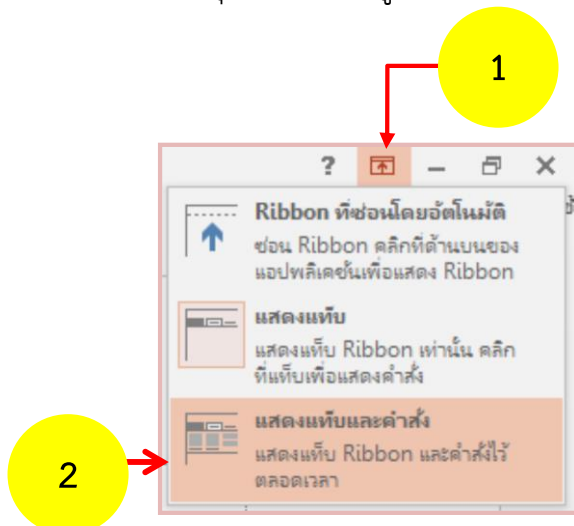 1
?
Ribbon ที่ซ่อนโดยอัตโนมัติ
ซ่อน Ribbon คลิกที่ด้านบนของ
แอปพลิเคชันเพื่อแสดง Ribbon
แสดงแท็บ
แสดงแท็บ Ribbon เท่านั้น คลิก
ที่แท็บเพื่อแสดงคำสั่ง
แสดงแท็บและคำสั่ง
แสดงแท็บ Ribbon และคำสั่งไว้
ตลอดเวลา
2